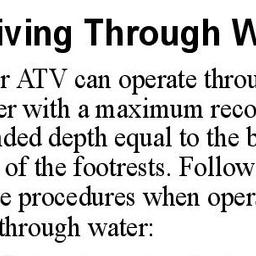 iving Through W
r ATV can operate throu
er with a maximum reco
nded depth equal to the b
of the footrests. Follow
e procedures when oper
through water: